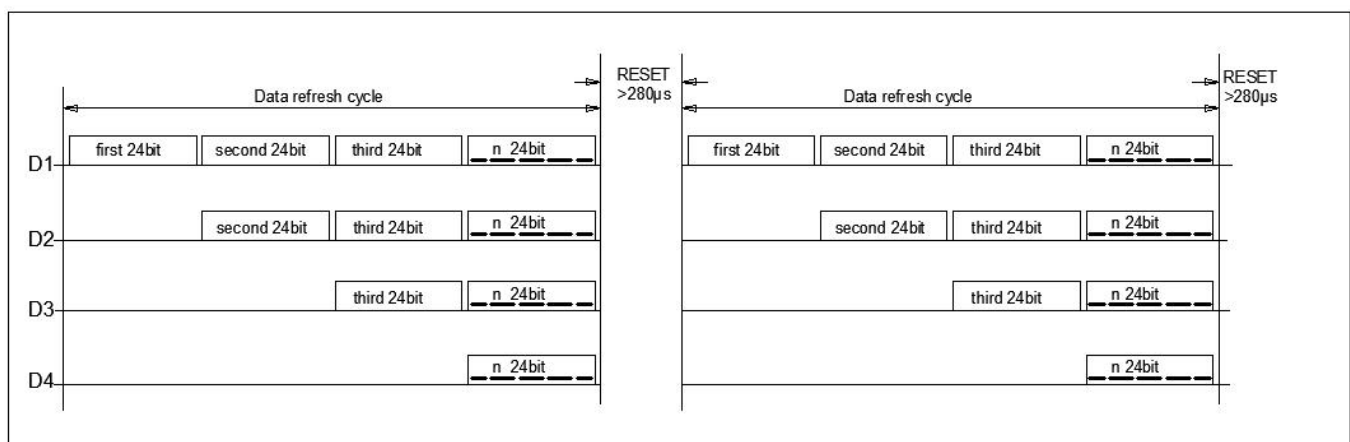 RESET
>280µs
RESET
>280µs
Data refresh cycle
Data refresh cycle
D1 first 24bit second 24bit third 24bit n 24bit first 24bit second 24bit third 24bit n 24bit
D2 second 24bit third 24bit n 24bit second 24bit third 24bit n 24bit
D3 third 24bit n 24bit third 24bit n 24bit
D4 n 24bit n 24bit